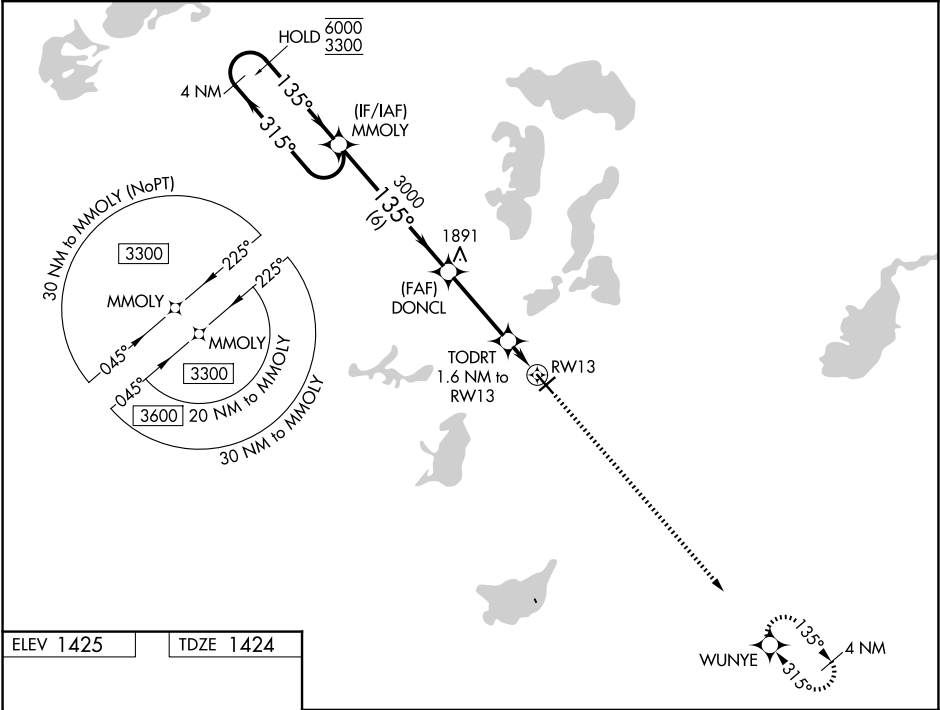 HOLD 6000
3300
4 NM
135°
315°
(IF/IAF)
MMOLY
3000
135°
(6)
1891
(FAF)
DONCL
TODRT
1.6 NM to
RW13
RW13
30 NM to MMOLY (NoPT)
3300
225°
225°
MMOLY
MMOLY
045°
045°
3300
3600
20 NM to MMOLY
30 NM to MMOLY
WUNYE
135°
315°
4 NM
ELEV 1425
TDZE 1424